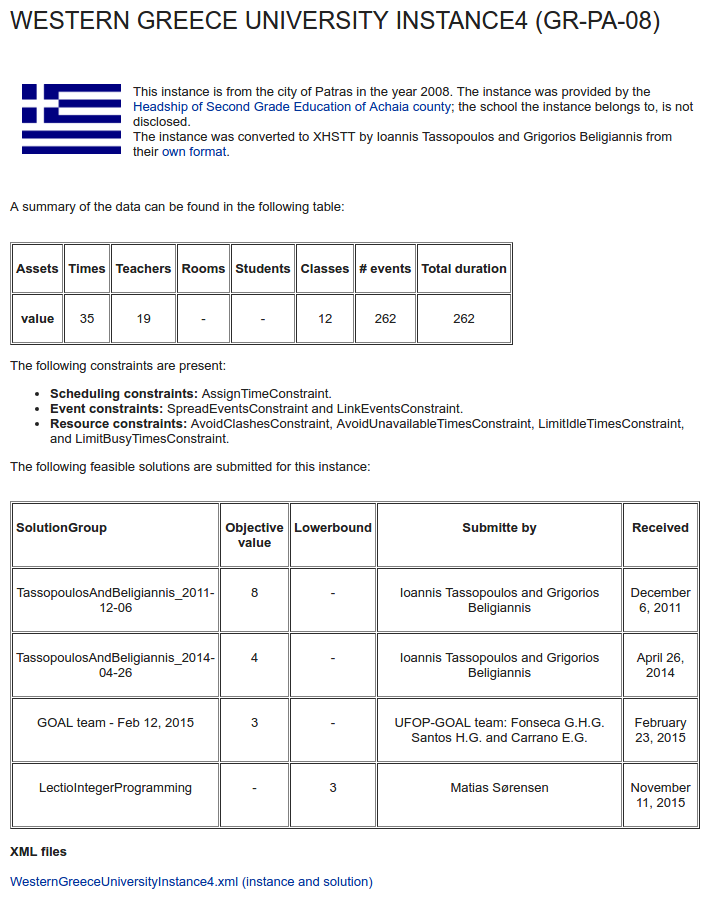 WESTERN GREECE UNIVERSITY INSTANCE4 (GR-PA-08)
This instance is from the city of Patras in the year 2008. The instance was provided by the
Headship of Second Grade Education of Achaia county; the school the instance belongs to, is not
disclosed.
The instance was converted to XHSTT by Ioannis Tassopoulos and Grigorios Beligiannis from
their own format.
A summary of the data can be found in the following table:
Assets Times Teachers Rooms Students Classes # events Total duration
value 35 19 - - 12 262 262
The following constraints are present:
• Scheduling constraints: AssignTimeConstraint.
• Event constraints: SpreadEventsConstraint and LinkEventsConstraint.
• Resource constraints: AvoidClashesConstraint, AvoidUnavailableTimesConstraint, LimitIdleTimesConstraint,
and LimitBusyTimesConstraint.
The following feasible solutions are submitted for this instance:
SolutionGroup Objective Lowerbound Submitte by Received
value
TassopoulosAndBeligiannis_2011- 8 - Ioannis Tassopoulos and Grigorios December
12-06 Beligiannis 6, 2011
TassopoulosAndBeligiannis_2014- 4 - Ioannis Tassopoulos and Grigorios April 26,
04-26 Beligiannis 2014
GOAL team - Feb 12, 2015 3 - UFOP-GOAL team: Fonseca G.H.G. February
Santos H.G. and Carrano E.G. 23, 2015
LectioIntegerProgramming - 3 Matias Sørensen November
11, 2015
XML files
WesternGreeceUniversityInstance4.xml (instance and solution)